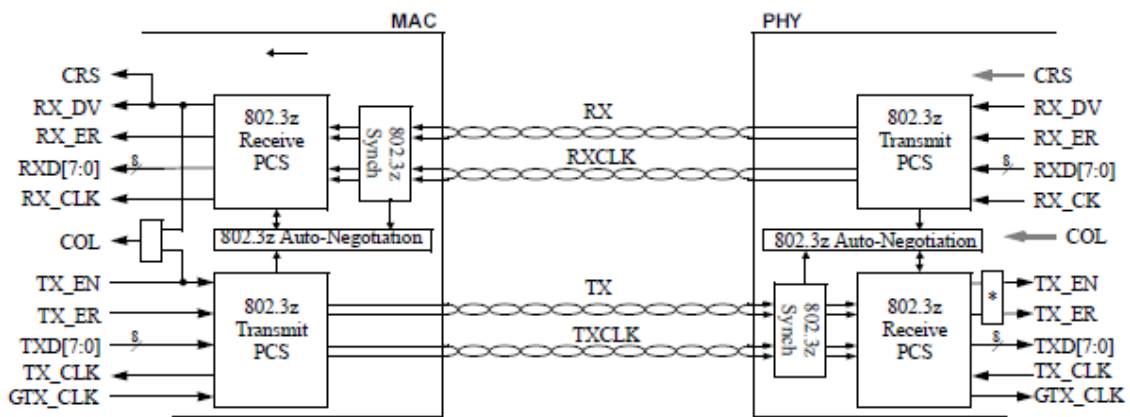 MAC
PHY
CRS
RX_DV
RX_ER
RXD[7:0]
8
RX_CLK
COL
TX_EN
TX_ER
TXD[7:0]
8
TX_CLK
GTX_CLK
802.3z
Receive
PCS
802.3z
Synch
802.3z Auto-Negotiation
802.3z
Transmit
PCS
RX
RXCLK
TX
TXCLK
802.3z
Transmit
PCS
802.3z Auto-Negotiation
802.3z
Synch
802.3z
Receive
PCS
*
CRS
RX_DV
RX_ER
8
RXD[7:0]
RX_CK
COL
TX_EN
TX_ER
8
TXD[7:0]
TX_CLK
GTX_CLK